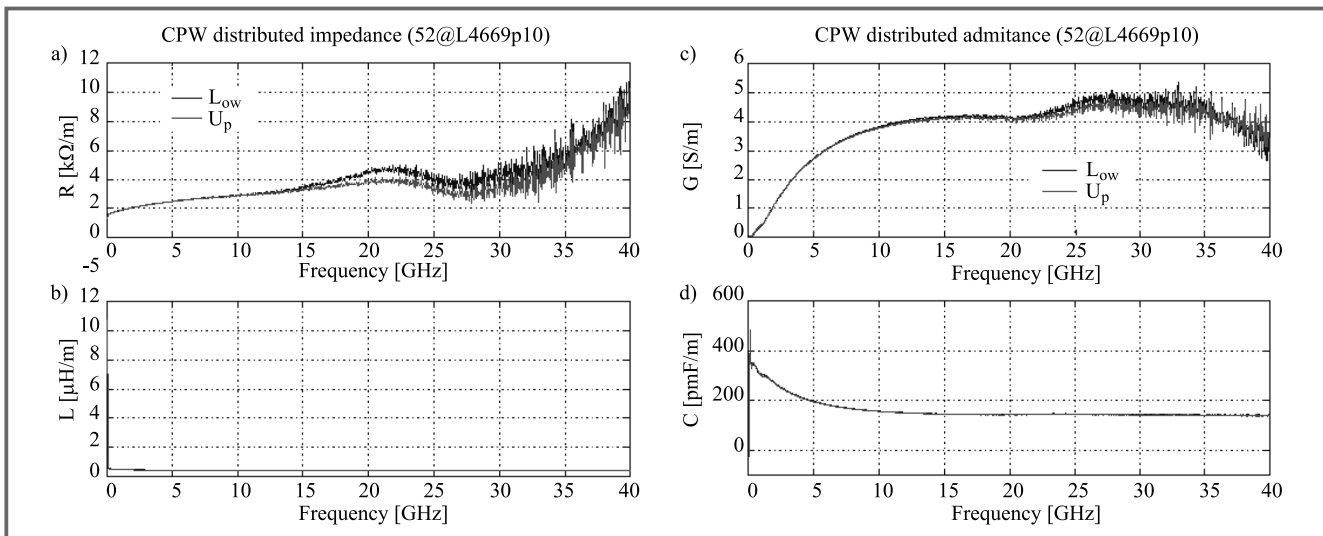 CPW distributed impedance (52@L4669p10)
a)
12
10
8
6
4
2
0
R [kΩ/m]
Low
Up
0 5 10 15 20 25 30 35 40
-5
Frequency [GHz]
b)
12
10
8
6
4
2
0
L [µH/m]
0 5 10 15 20 25 30 35 40
Frequency [GHz]
CPW distributed admitance (52@L4669p10)
c)
6
5
4
3
2
1
0
G [S/m]
Low
Up
0 5 10 15 20 25 30 35 40
Frequency [GHz]
d)
600
400
200
0
C [pmF/m]
0 5 10 15 20 25 30 35 40
Frequency [GHz]